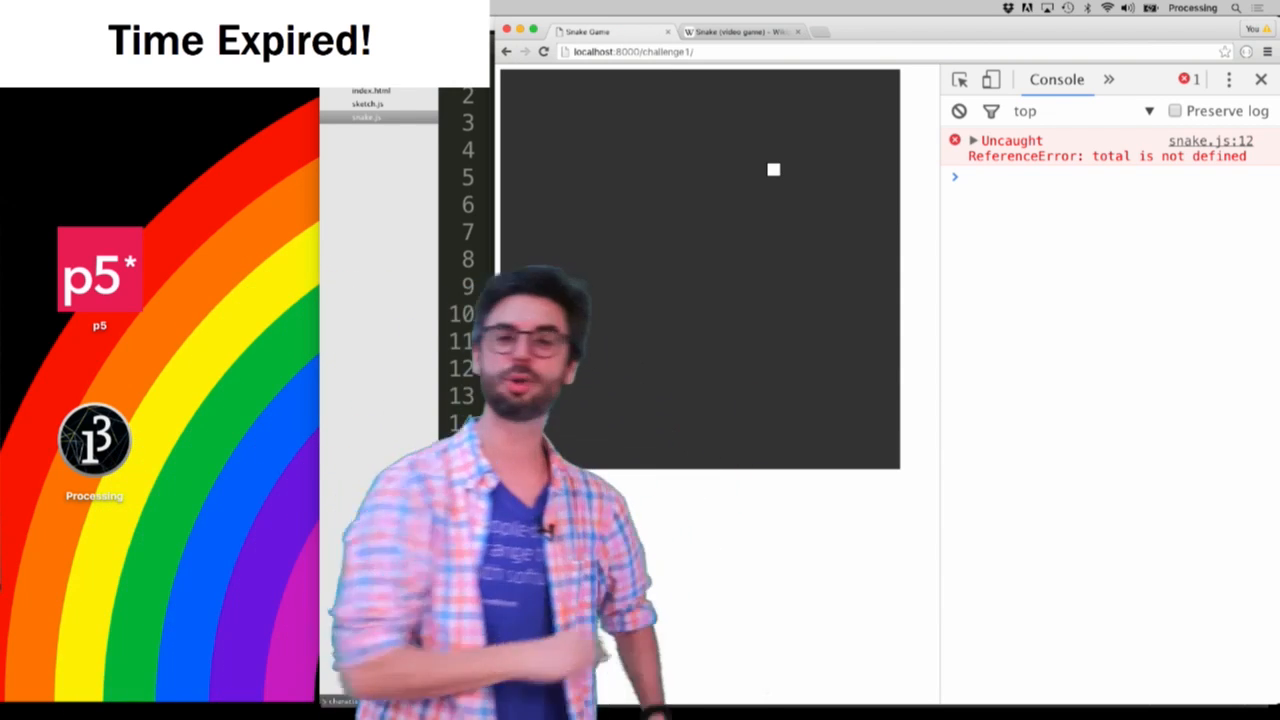 Time Expired!
Processing
Snake Game
Snake (video game) - Wiki
You
localhost:8000/challenge1/
index.html
sketch.js
snake.js
2
3
4
5
6
7
8
9
10
11
12
13
Console
1
top
Preserve log
Uncaught
snake.js:12
ReferenceError: total is not defined
p5*
p5
Processing